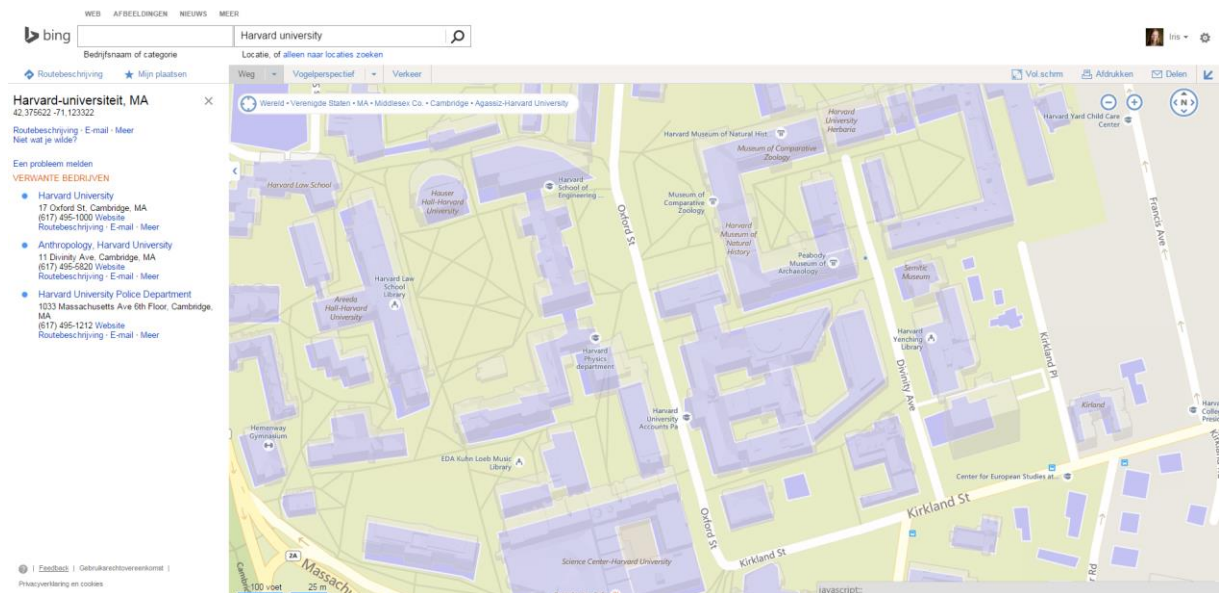 WEB AFBEELDINGEN NIEUWS MEER
bing
Harvard university
Iris
Bedrijfsnaam of categorie
Locatie, of alleen naar locaties zoeken
Routebeschrijving
Mijn plaatsen
Weg
Vogelperspectief
Verkeer
Vol.schrm
Afdrukken
Delen
Harvard-universiteit, MA
42,375622 -71,123322
Routebeschrijving · E-mail · Meer
Niet wat je wilde?
Een probleem melden
VERWANTE BEDRIJVEN
Harvard University
17 Oxford St, Cambridge, MA
(617) 495-1000 Website
Routebeschrijving · E-mail · Meer
Anthropology, Harvard University
11 Divinity Ave, Cambridge, MA
(617) 495-5820 Website
Routebeschrijving · E-mail · Meer
Harvard University Police Department
1033 Massachusetts Ave 6th Floor, Cambridge,
MA
(617) 495-1212 Website
Routebeschrijving · E-mail · Meer
Feedback | Gebruiksrechtovereenkomst |
Privacyverklaring en cookies
Wereld • Verenigde Staten • MA • Middlesex Co. • Cambridge • Agassiz-Harvard University
N
Harvard Law School
Hauser
Hall-Harvard
University
Harvard
School of
Engineering ...
Harvard Museum of Natural Hist...
Harvard
University
Herbaria
Museum of Comparative
Zoology
Harvard Yard Child Care
Center
Museum of
Comparative
Zoology
Harvard
Museum of
Natural
History
Peabody
Museum of
Archaeology
Semitic
Museum
Oxford St
Francis Ave
Harvard Law
School
Library
Areeda
Hall-Harvard
University
Harvard
Physics
department
Harvard
Yenching
Library
Divinity Ave
Kirkland Pl
Kirland
Harvard
University
Accounts Pa
Hemenway
Gymnasium
EDA Kuhn Loeb Music
Library
Center for European Studies at...
Kirkland St
Oxford St
Kirkland St
Science Center-Harvard University
2A
Massach
100 voet
25 m
javascript:;